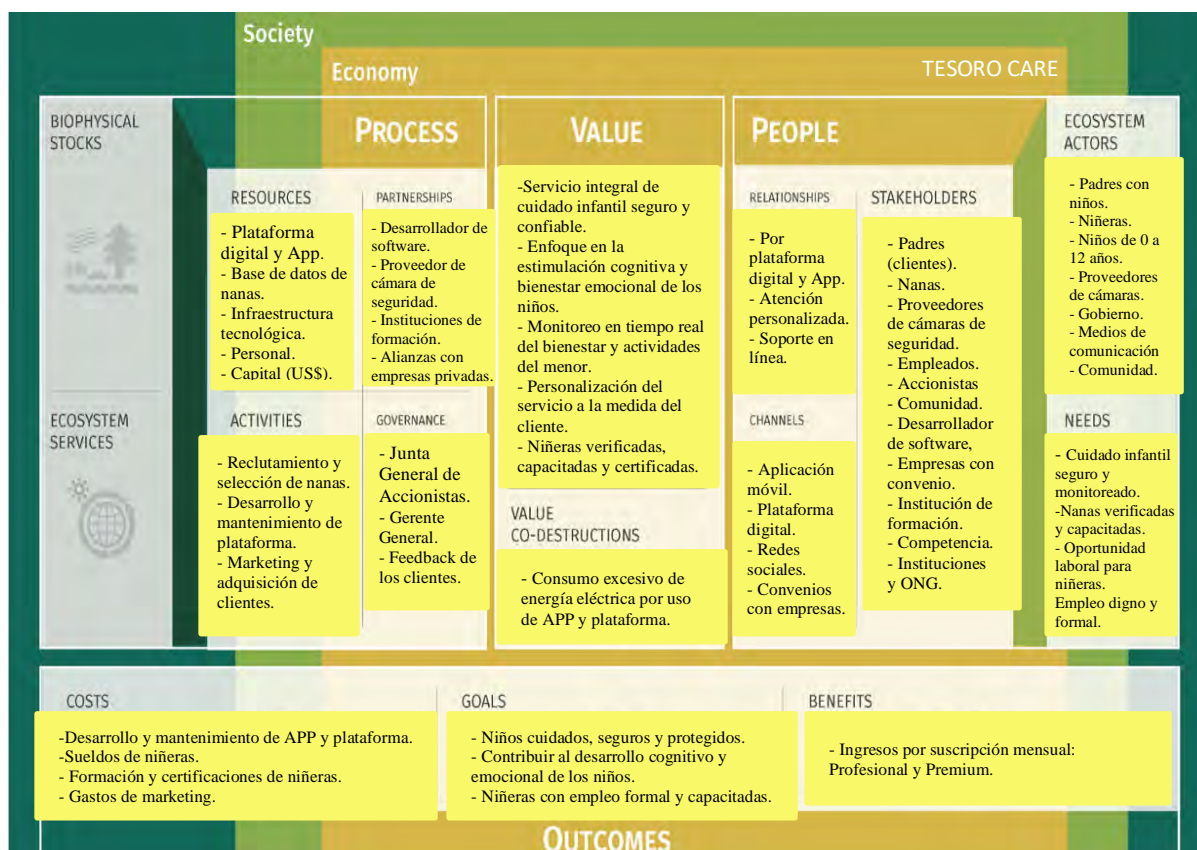 Society
Economy
TESORO CARE
BIOPHYSICAL
STOCKS
PROCESS
RESOURCES
- Plataforma
digital y App.
- Base de datos de
nanas.
- Infraestructura
tecnológica.
- Personal.
- Capital (US$).
PARTNERSHIPS
- Desarrollador de
software.
- Proveedor de
cámara de
seguridad.
- Instituciones de
formación.
- Alianzas con
empresas privadas.
ECOSYSTEM
SERVICES
ACTIVITIES
- Reclutamiento y
selección de nanas.
- Desarrollo y
mantenimiento de
plataforma.
- Marketing y
adquisición de
clientes.
GOVERNANCE
- Junta
General de
Accionistas.
- Gerente
General.
- Feedback de
los clientes.
VALUE
-Servicio integral de
cuidado infantil seguro y
confiable.
- Enfoque en la
estimulación cognitiva y
bienestar emocional de los
niños.
- Monitoreo en tiempo real
del bienestar y actividades
del menor.
- Personalización del
servicio a la medida del
cliente.
- Niñeras verificadas,
capacitadas y certificadas.
VALUE
CO-DESTRUCTIONS
- Consumo excesivo de
energía eléctrica por uso
de APP y plataforma.
PEOPLE
RELATIONSHIPS
- Por
plataforma
digital y App.
- Atención
personalizada.
- Soporte en
línea.
CHANNELS
- Aplicación
móvil.
- Plataforma
digital.
- Redes
sociales.
- Convenios
con empresas.
STAKEHOLDERS
- Padres
(clientes).
- Nanas.
- Proveedores
de cámaras de
seguridad.
- Empleados.
- Accionistas
- Comunidad.
- Desarrollador
de software,
- Empresas con
convenio.
- Institución de
formación.
- Competencia.
- Instituciones
y ONG.
ECOSYSTEM
ACTORS
- Padres con
niños.
- Niñeras.
- Niños de 0 a
12 años.
- Proveedores
de cámaras.
- Gobierno.
- Medios de
comunicación
- Comunidad.
NEEDS
- Cuidado infantil
seguro y
monitoreado.
-Nanas verificadas
y capacitadas.
- Oportunidad
laboral para
niñeras.
Empleo digno y
formal.
COSTS
-Desarrollo y mantenimiento de APP y plataforma.
-Sueldos de niñeras.
- Formación y certificaciones de niñeras.
- Gastos de marketing.
GOALS
- Niños cuidados, seguros y protegidos.
- Contribuir al desarrollo cognitivo y
emocional de los niños.
- Niñeras con empleo formal y capacitadas.
BENEFITS
- Ingresos por suscripción mensual:
Profesional y Premium.
OUTCOMES